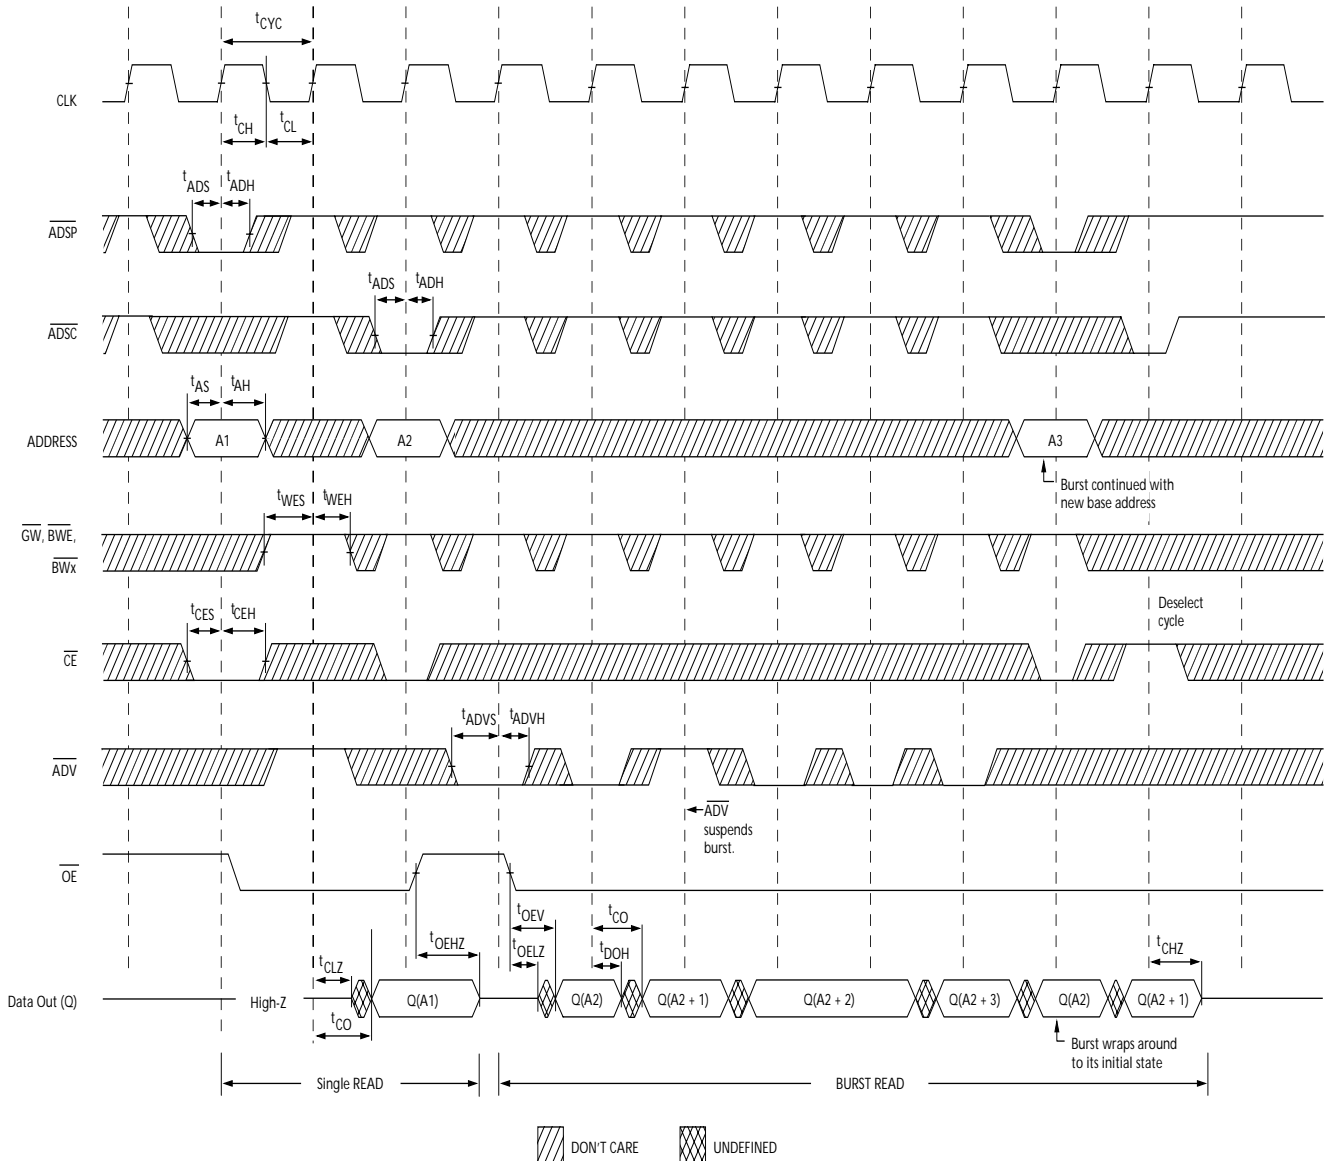 tCYC
CLK
tCH
tCL
tADS
tADH
ADSP
tADS
tADH
ADSC
tAS
tAH
ADDRESS
A1
A2
A3
Burst continued with
new base address
tWES
tWEH
GW, BWE,
BWx
tCES
tCEH
Deselect
cycle
CE
tADVS
tADVH
ADV
ADV
suspends
burst.
OE
tOEV
tCO
tOEHZ
tOELZ
tDOH
tCHZ
tCLZ
Data Out (Q)
High-Z
Q(A1)
Q(A2)
Q(A2 + 1)
Q(A2 + 2)
Q(A2 + 3)
Q(A2)
Q(A2 + 1)
tCO
Burst wraps around
to its initial state
Single READ
BURST READ
DON'T CARE
UNDEFINED